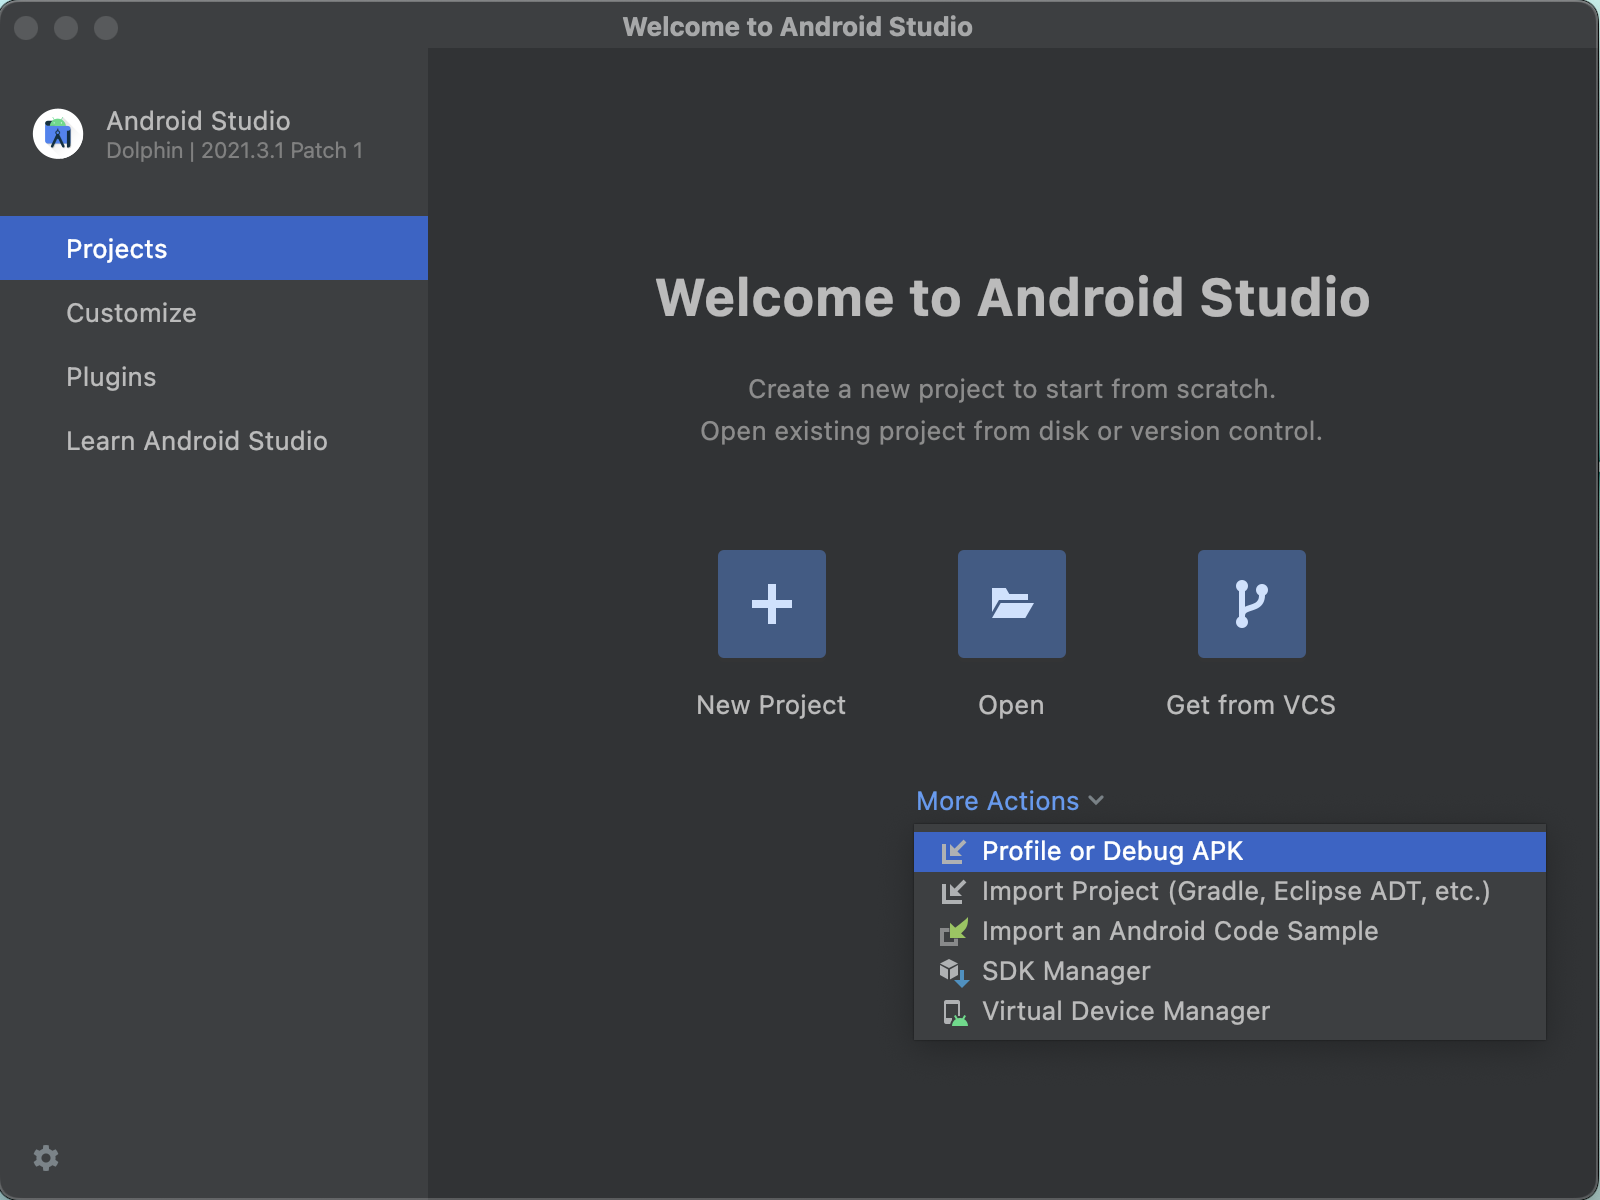 Welcome to Android Studio
Android Studio
Dolphin | 2021.3.1 Patch 1
Projects
Customize
Plugins
Learn Android Studio
Welcome to Android Studio
Create a new project to start from scratch.
Open existing project from disk or version control.
New Project
Open
Get from VCS
More Actions
Profile or Debug APK
Import Project (Gradle, Eclipse ADT, etc.)
Import an Android Code Sample
SDK Manager
Virtual Device Manager